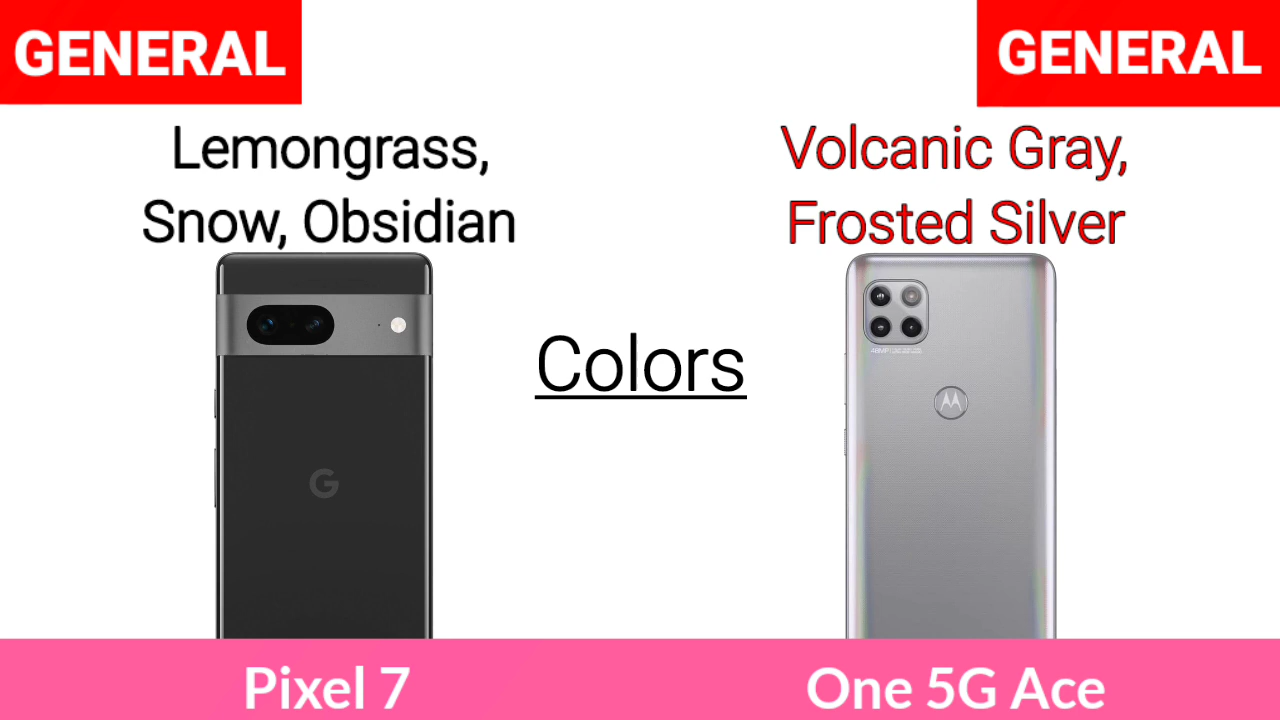 GENERAL
GENERAL
Lemongrass,
Snow, Obsidian
Volcanic Gray,
Frosted Silver
Colors
G
Pixel 7
One 5G Ace